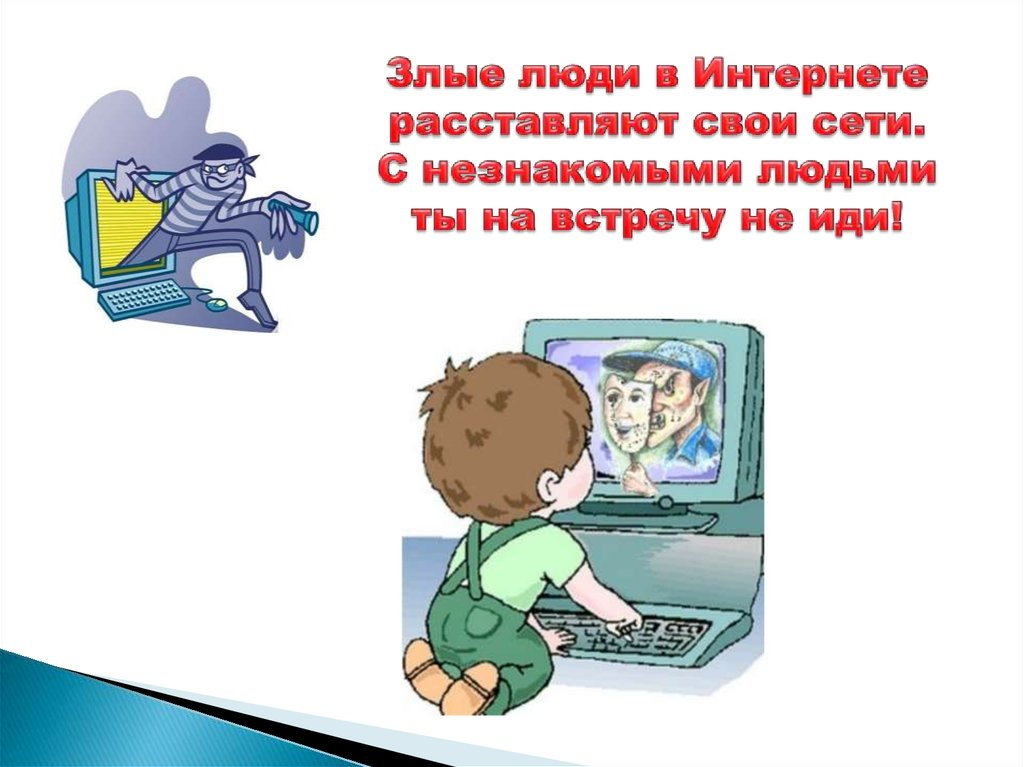 Злые люди в Интернете
расставляют свои сети.
С незнакомыми людьми
ты на встречу не иди!